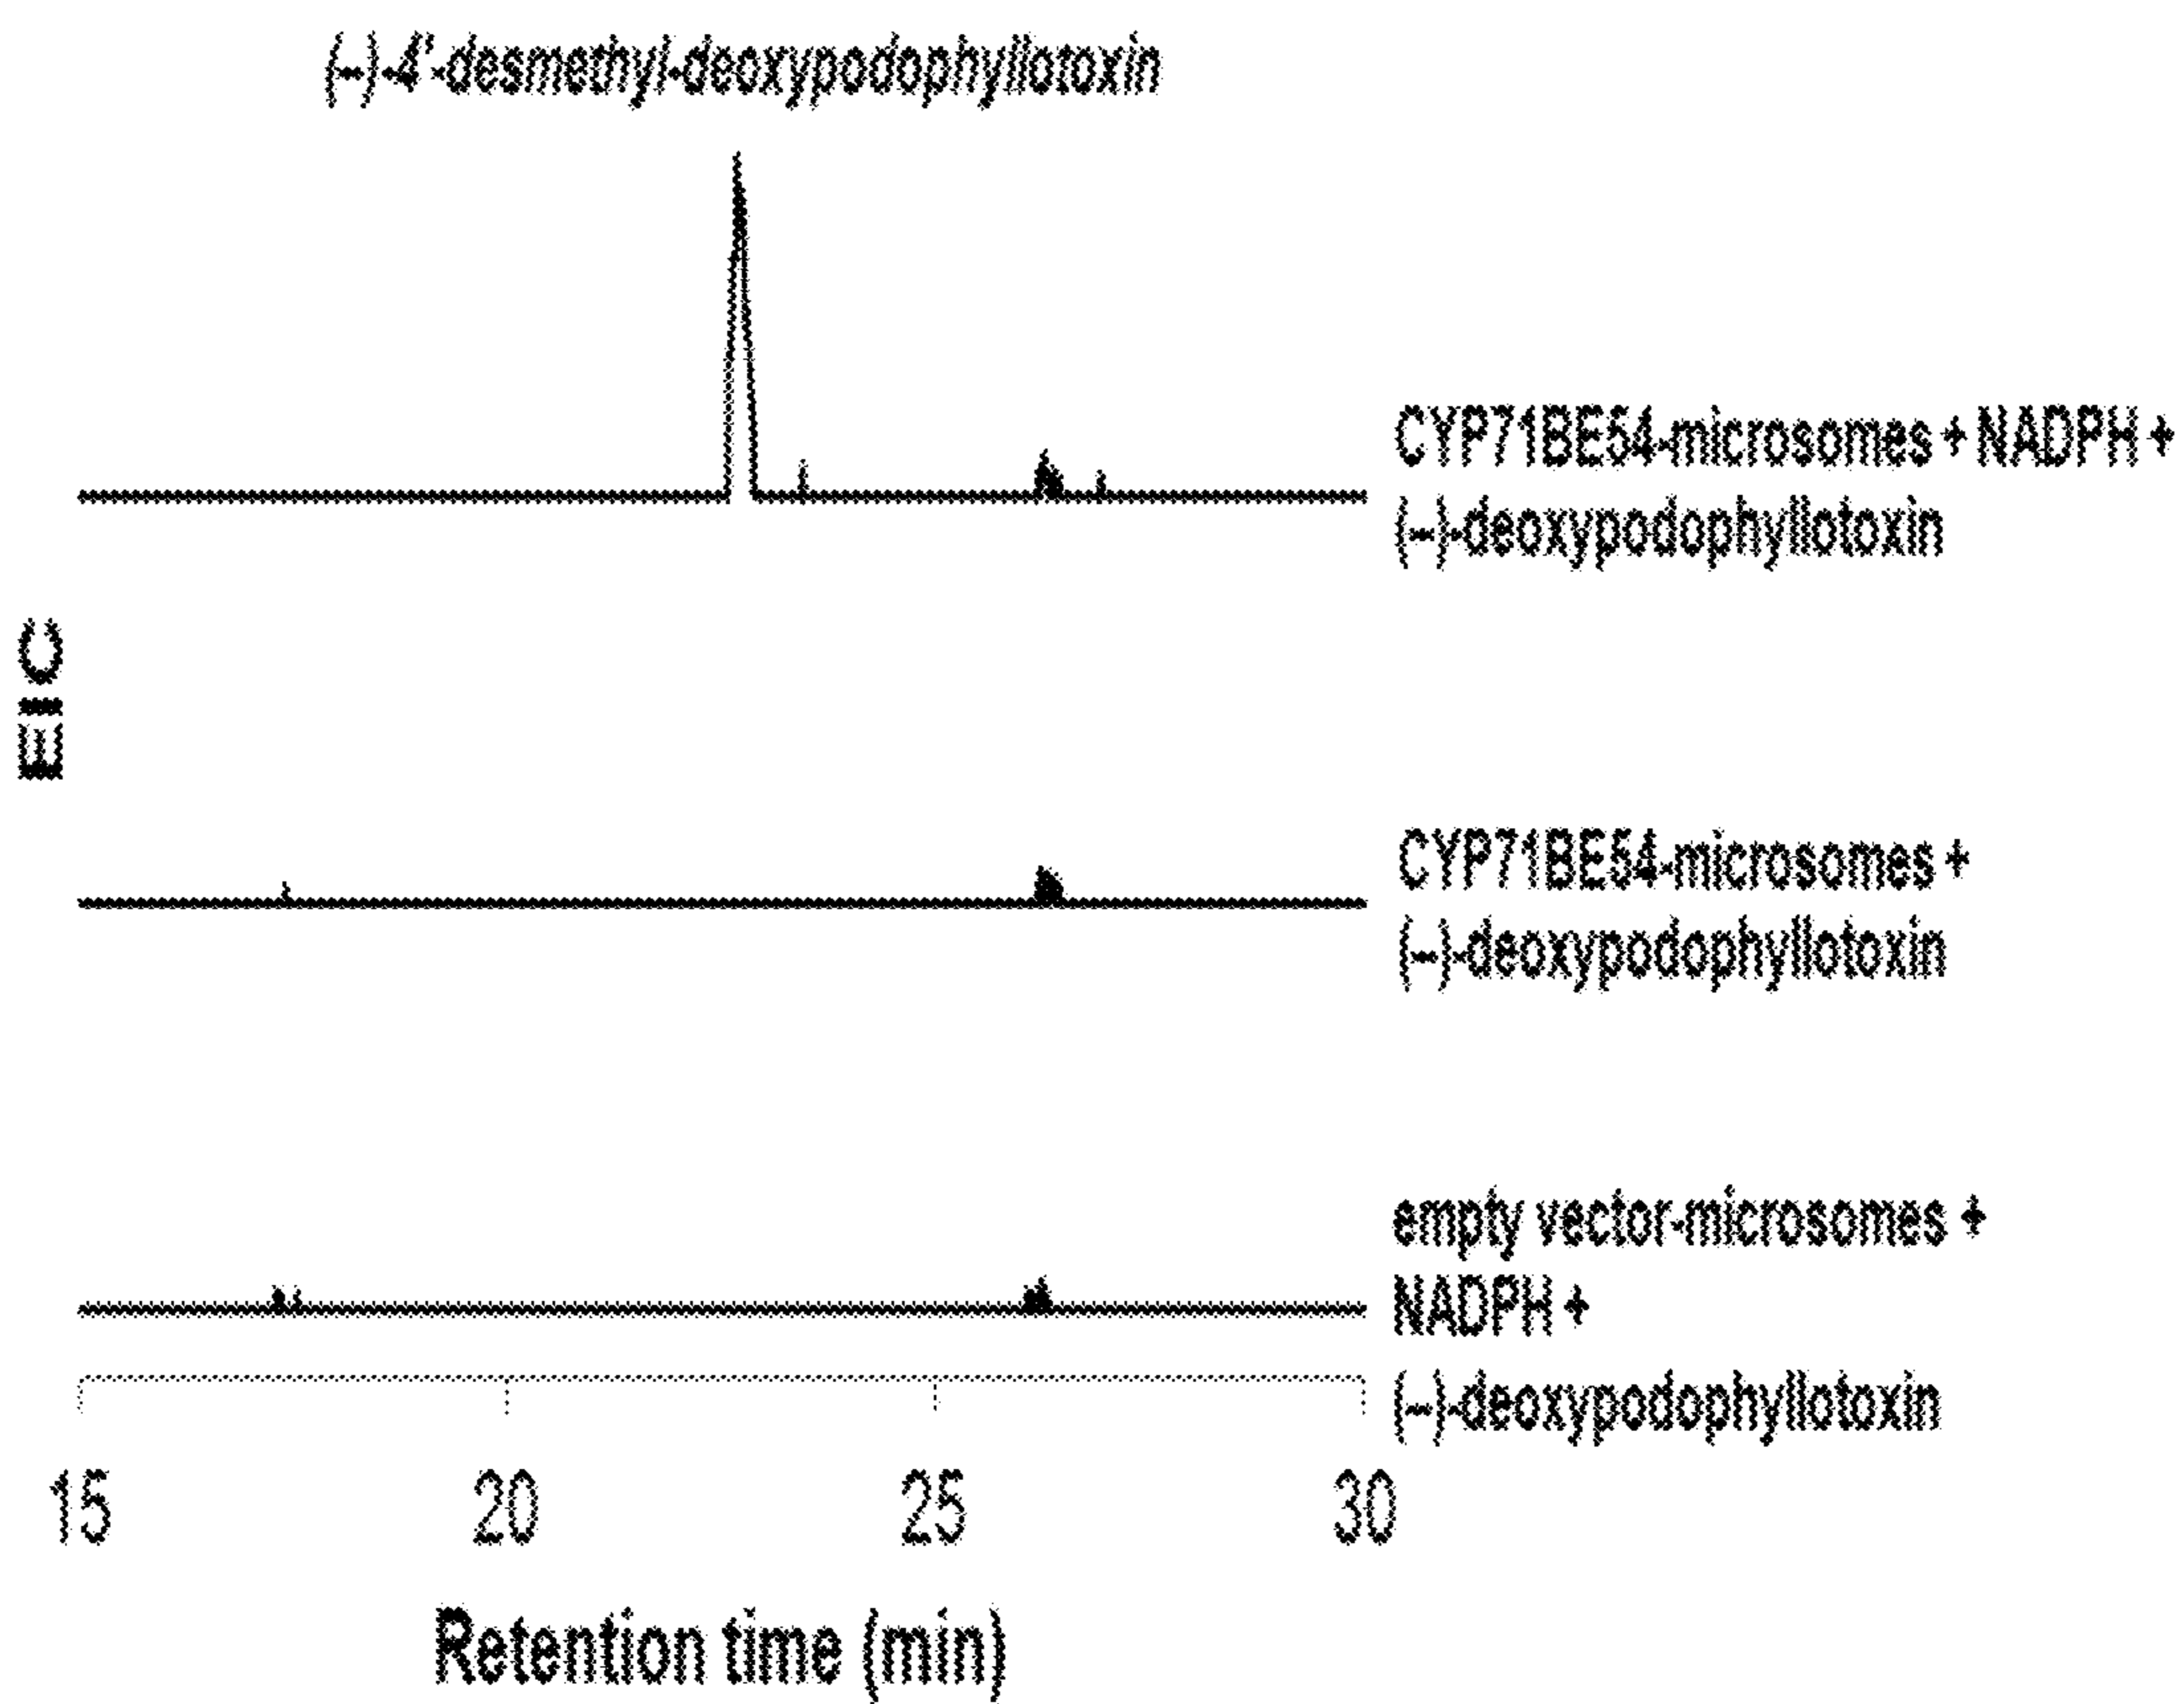 (–)-4'-desmethyl-deoxypodophyllotoxin
CYP71BE54-microsomes + NADPH +
(–)-deoxypodophyllotoxin
EIC
CYP71BE54-microsomes +
(–)-deoxypodophyllotoxin
empty vector-microsomes +
NADPH +
(–)-deoxypodophyllotoxin
15 20 25 30
Retention time (min)